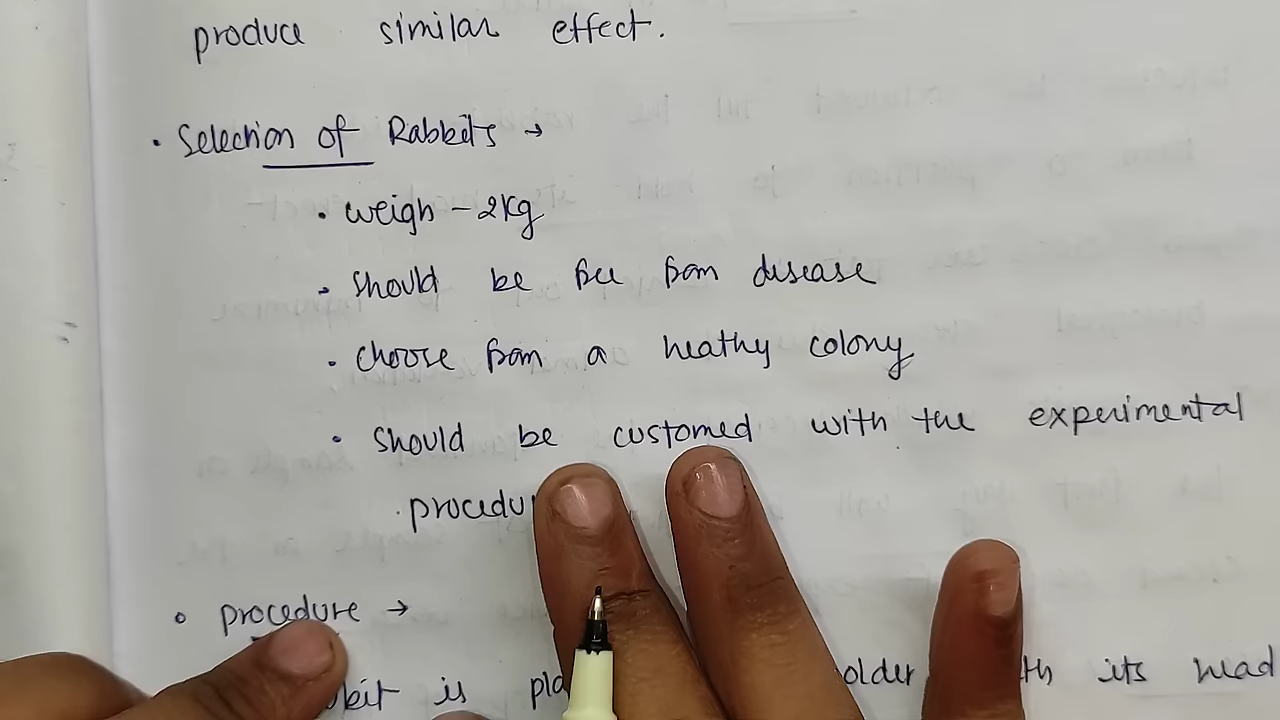 produce similar effect.
• Selection of Rabbits →
• weigh - 2Kg
• should be free from disease
• choose from a heathy colony
• should be customed with the experimental
procedu
• procedure →
is its head